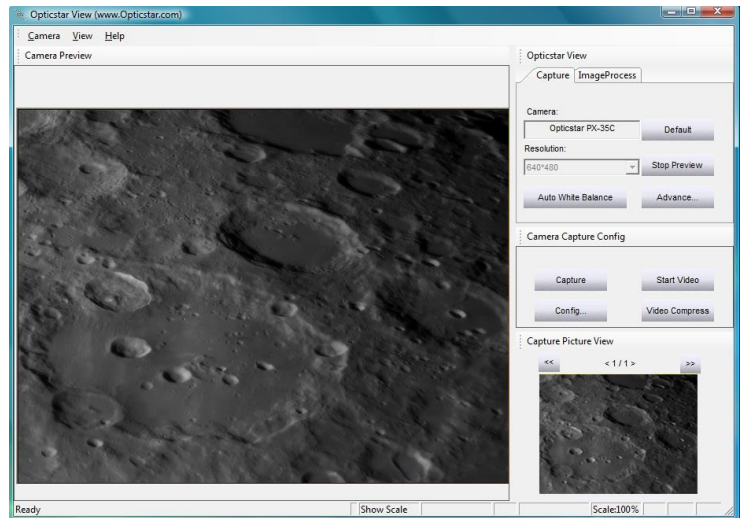 Opticstar View (www.Opticstar.com)
Camera View Help
Camera Preview
Opticstar View
Capture ImageProcess
Camera:
Opticstar PX-35C
Default
Resolution:
640*480
Stop Preview
Auto White Balance
Advance...
Camera Capture Config
Capture
Start Video
Config...
Video Compress
Capture Picture View
<<
< 1 / 1 >
>>
Ready
Show Scale
Scale:100%